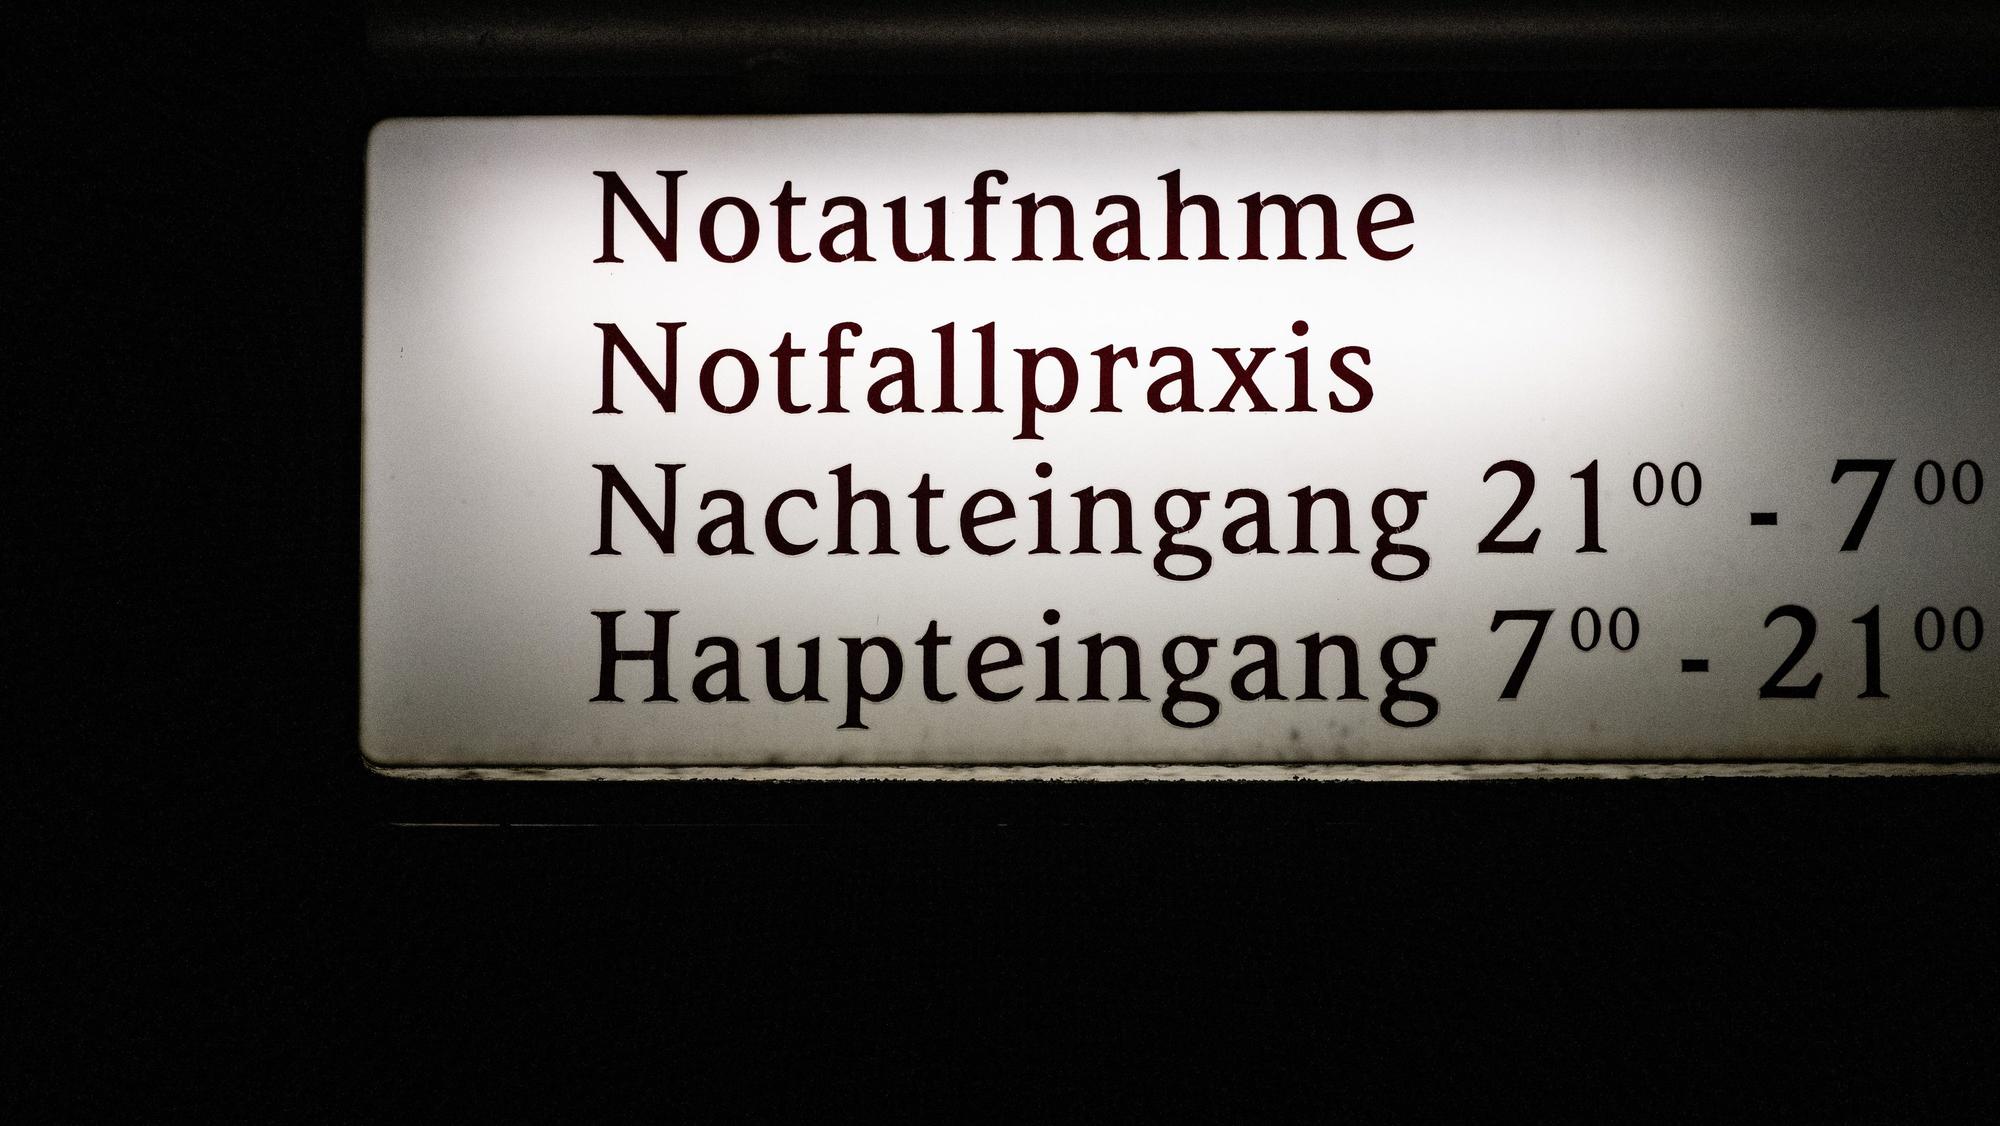 Notaufnahme
Notfallpraxis
Nachteingang 21⁰⁰ - 7⁰⁰
Haupteingang 7⁰⁰ - 21⁰⁰